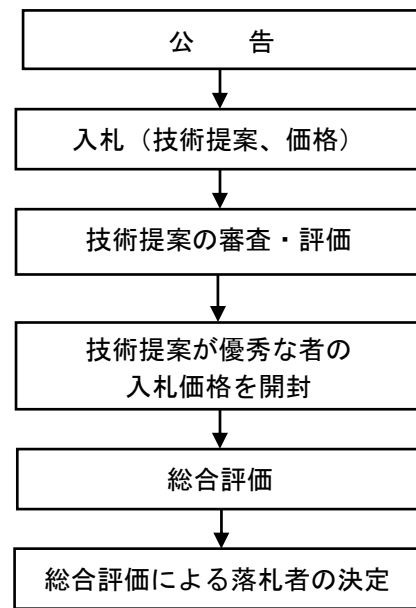 公　　告
入札（技術提案、価格）
技術提案の審査・評価
技術提案が優秀な者の
入札価格を開封
総合評価
総合評価による落札者の決定